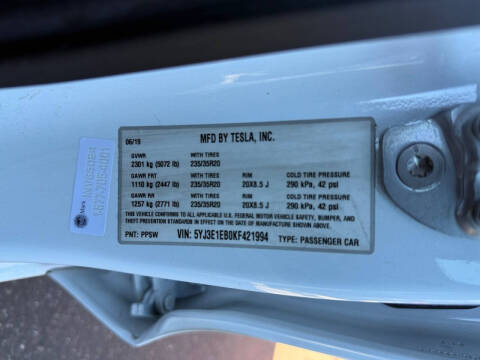 06/19 MFD BY TESLA, INC.
GVWR WITH TIRES
2301 kg (5072 lb) 235/35R20
GAWR FRT WITH TIRES RIM COLD TIRE PRESSURE
1110 kg (2447 lb) 235/35R20 20X8.5 J 290 kPa, 42 psi
GAWR RR WITH TIRES RIM COLD TIRE PRESSURE
1257 kg (2771 lb) 235/35R20 20X8.5 J 290 kPa, 42 psi
THIS VEHICLE CONFORMS TO ALL APPLICABLE FEDERAL MOTOR VEHICLE SAFETY, BUMPER, AND
THEFT PREVENTION STANDARDS IN EFFECT ON THE DATE OF MANUFACTURE SHOWN ABOVE.
PNT: PPSW VIN: 5YJ3E1EB0KF421994 TYPE: PASSENGER CAR